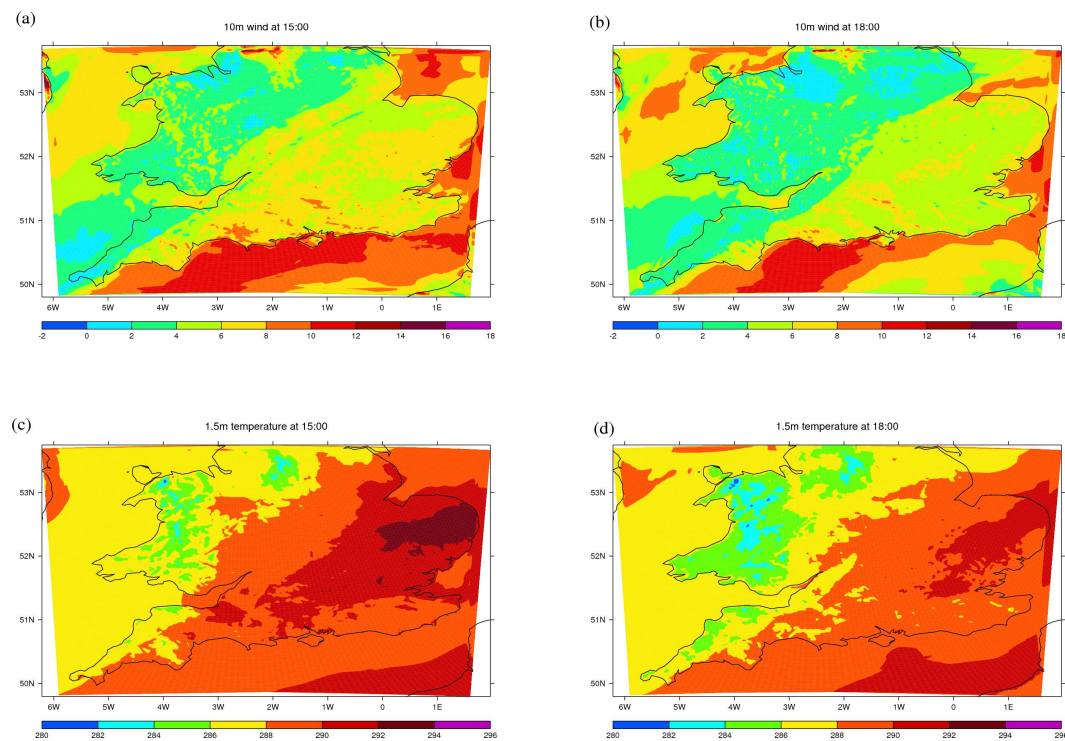 (a)
10m wind at 15:00
53N
52N
51N
50N
6W 5W 4W 3W 2W 1W 0 1E
-2 0 2 4 6 8 10 12 14 16 18
(b)
10m wind at 18:00
53N
52N
51N
50N
6W 5W 4W 3W 2W 1W 0 1E
-2 0 2 4 6 8 10 12 14 16 18
(c)
1.5m temperature at 15:00
53N
52N
51N
50N
6W 5W 4W 3W 2W 1W 0 1E
280 282 284 286 288 290 292 294 296
(d)
1.5m temperature at 18:00
53N
52N
51N
50N
6W 5W 4W 3W 2W 1W 0 1E
280 282 284 286 288 290 292 294 296